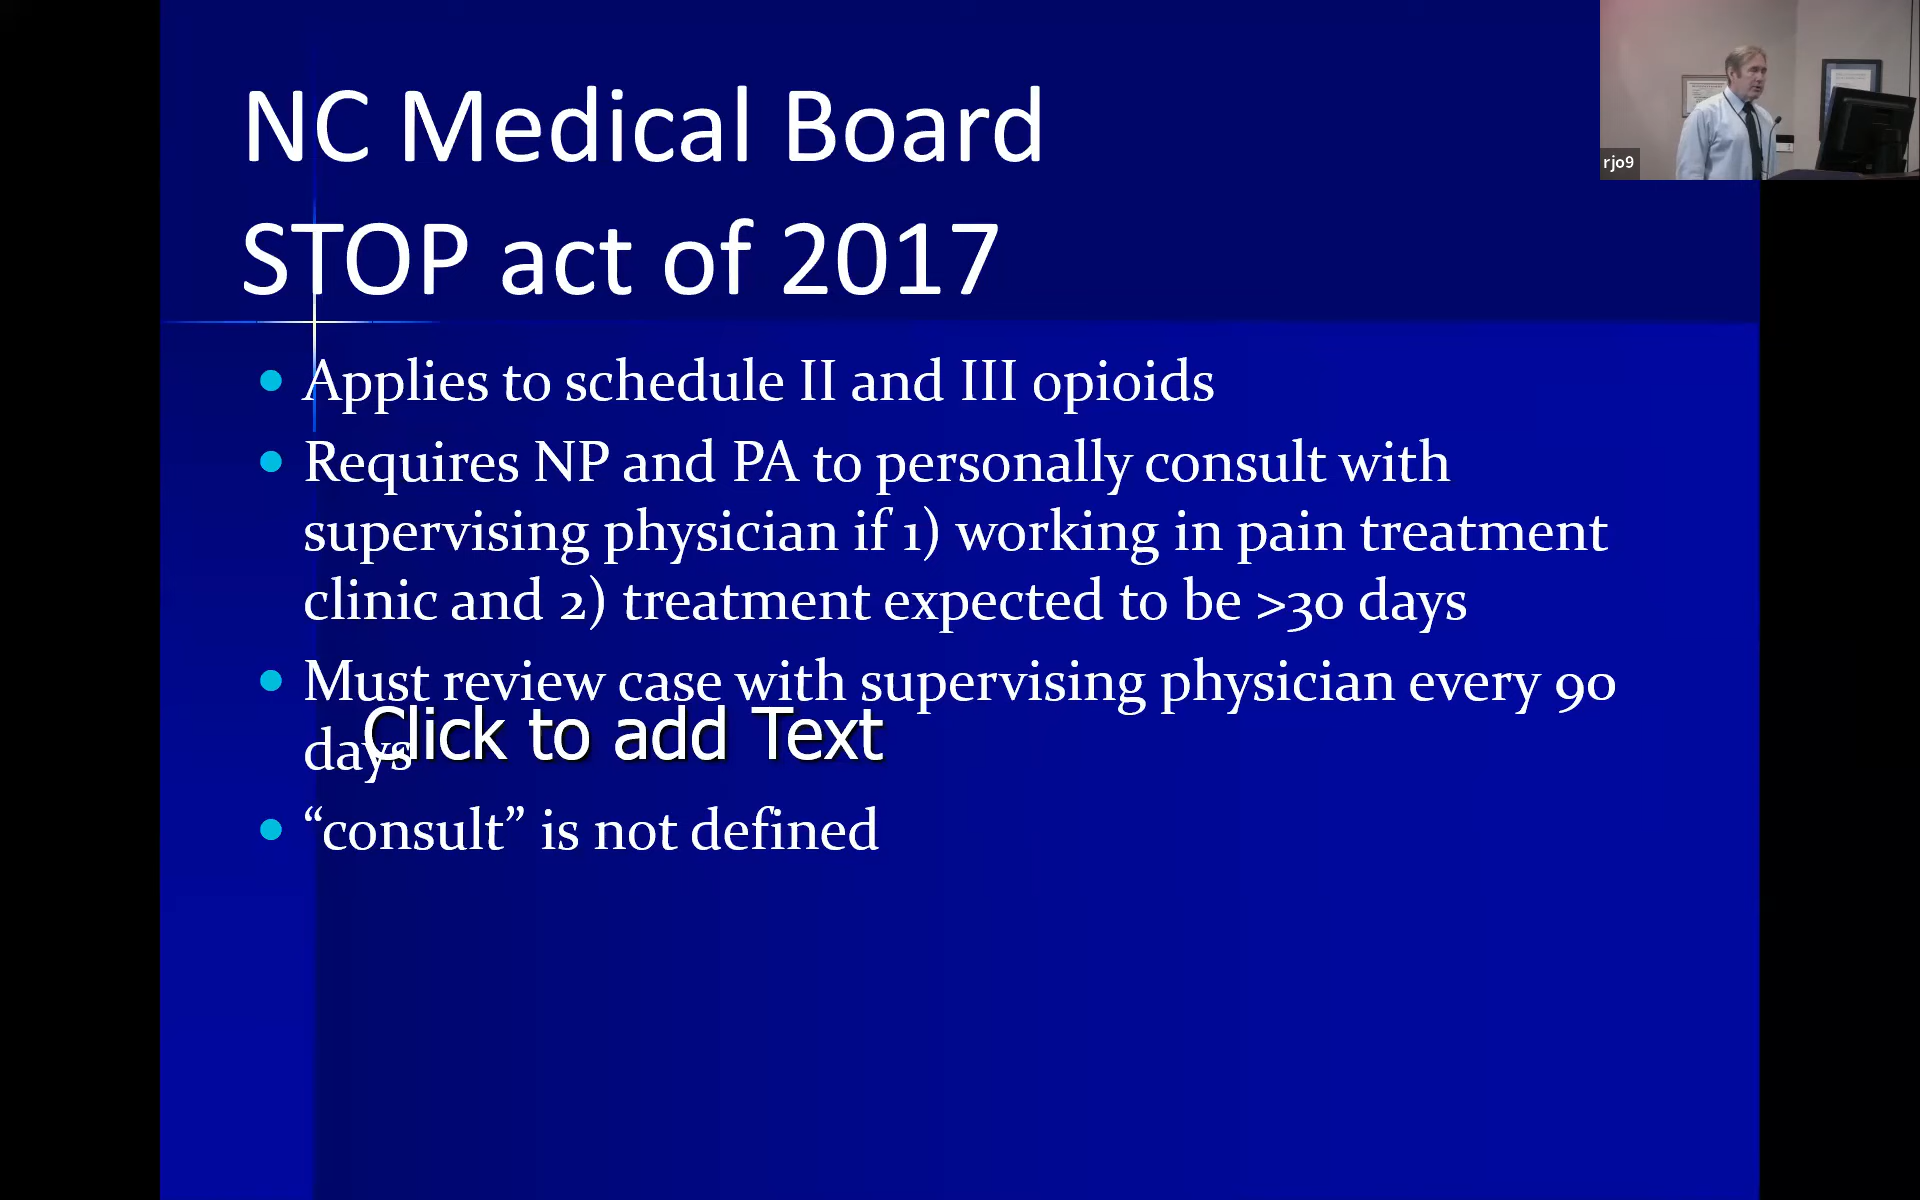 NC Medical Board
STOP act of 2017
Applies to schedule II and III opioids
Requires NP and PA to personally consult with
supervising physician if 1) working in pain treatment
clinic and 2) treatment expected to be >30 days
Must review case with supervising physician every 90
days
Click to add Text
“consult” is not defined
rjo9